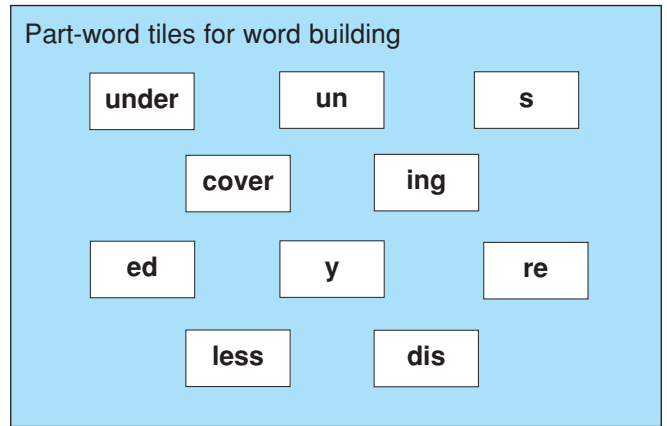 Part-word tiles for word building
under un s
cover ing
ed y re
less dis